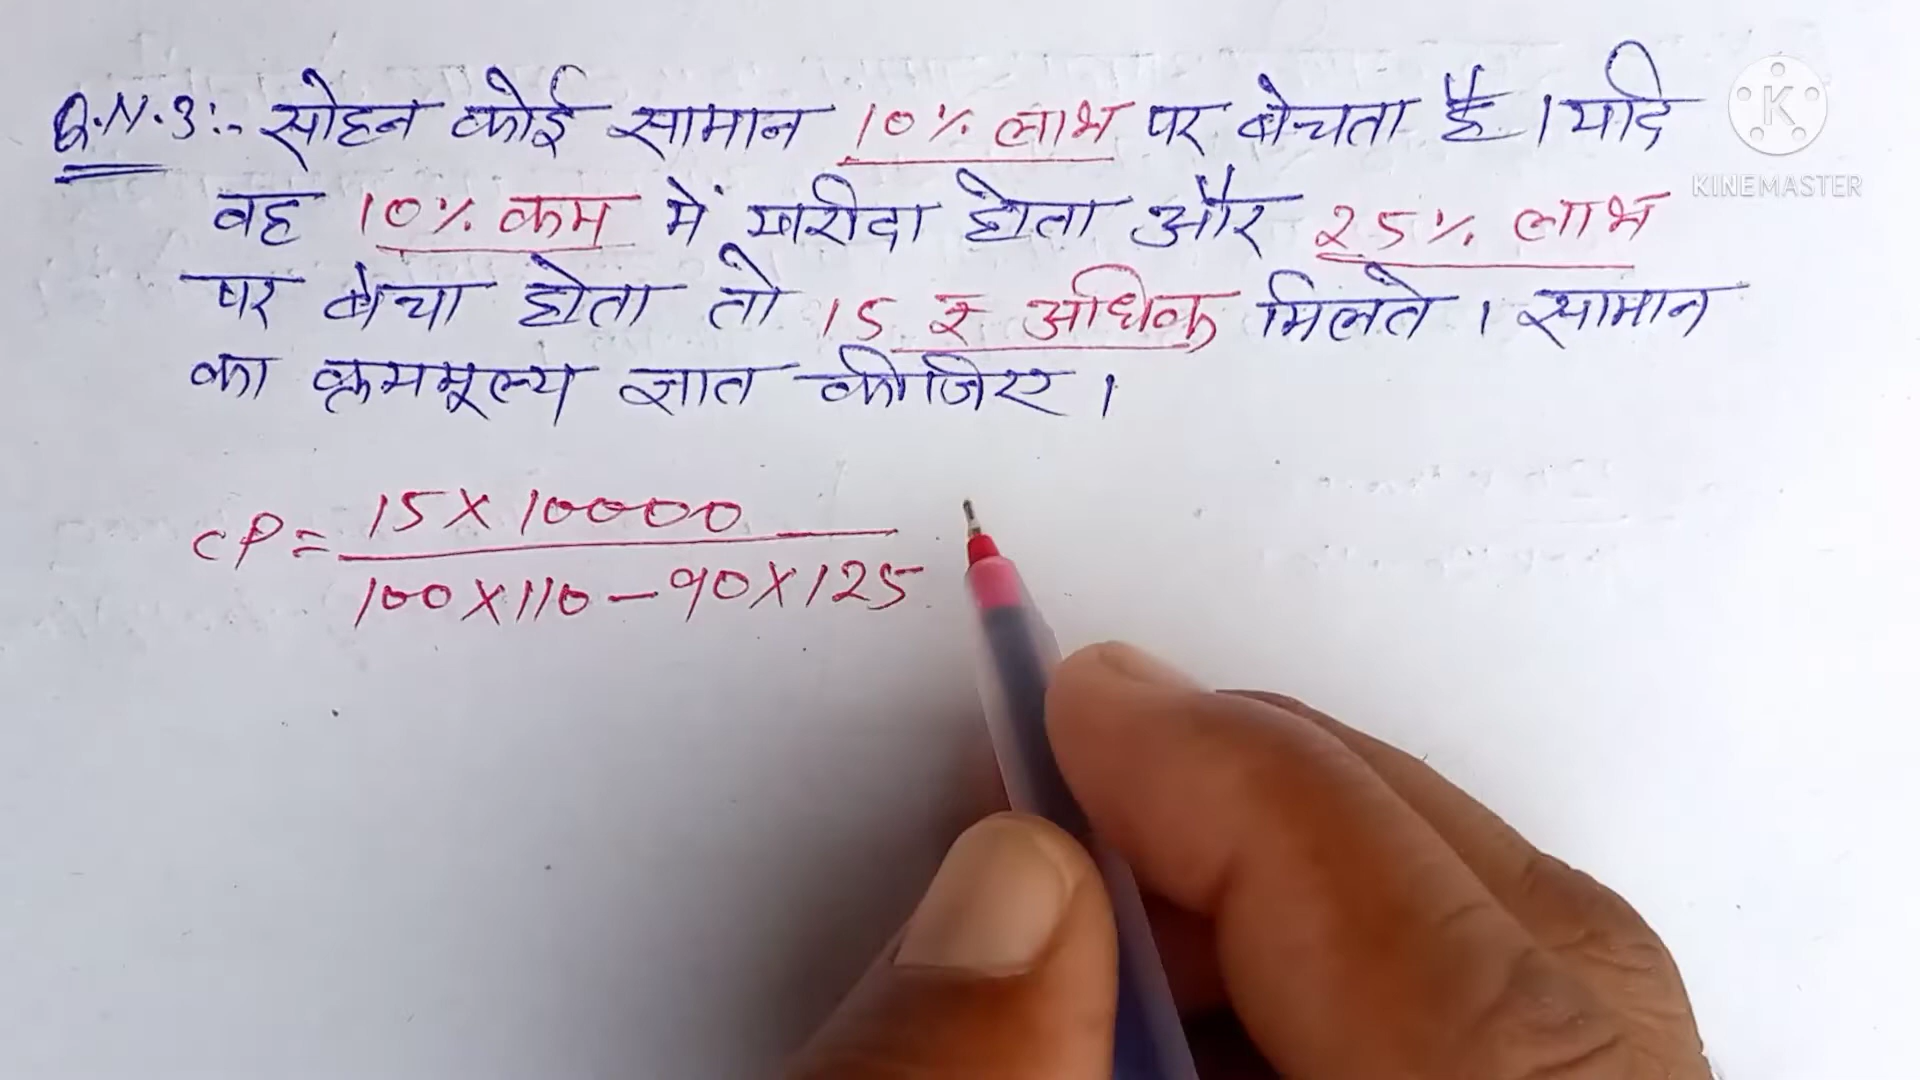 Q.N.3:- सोहन कोई सामान 10% लाभ पर बेचता है । यदि
वह 10% कम में खरीदा होता और 25% लाभ
पर बेचा होता तो 15 ₹ अधिक मिलते । सामान
का क्रममूल्य ज्ञात कीजिए ।
CP = 15 × 10000
100 × 110 - 90 × 125
K
KINEMASTER